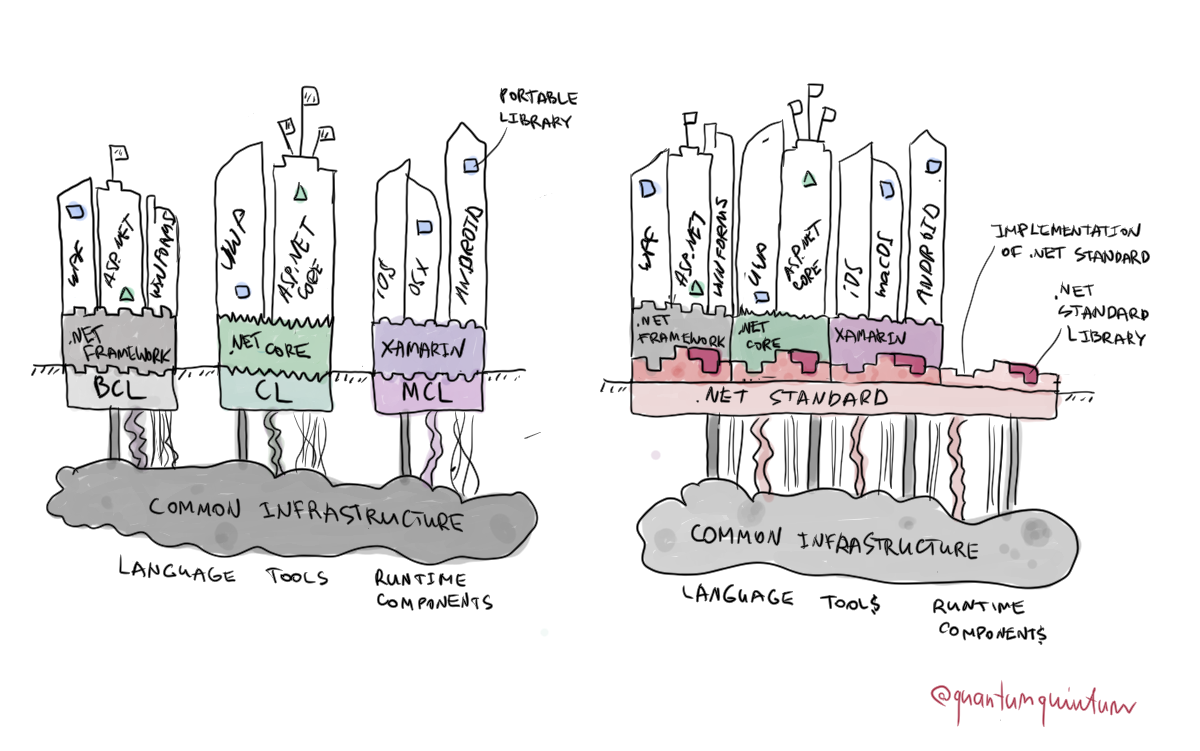 PORTABLE
LIBRARY
WPF
ASP.NET
WINFORMS
UWP
ASP.NET
CORE
iOS
OSX
ANDROID
.NET
FRAMEWORK
.NET CORE
XAMARIN
BCL
CL
MCL
COMMON INFRASTRUCTURE
LANGUAGE TOOLS RUNTIME
COMPONENTS
WPF
ASP.NET
WINFORMS
UWP
ASP.NET
CORE
iOS
macOS
ANDROID
IMPLEMENTATION
OF .NET STANDARD
.NET
STANDARD
LIBRARY
.NET
FRAMEWORK
.NET
CORE
XAMARIN
.NET STANDARD
COMMON INFRASTRUCTURE
LANGUAGE TOOLS RUNTIME
COMPONENTS
@quantumquintum